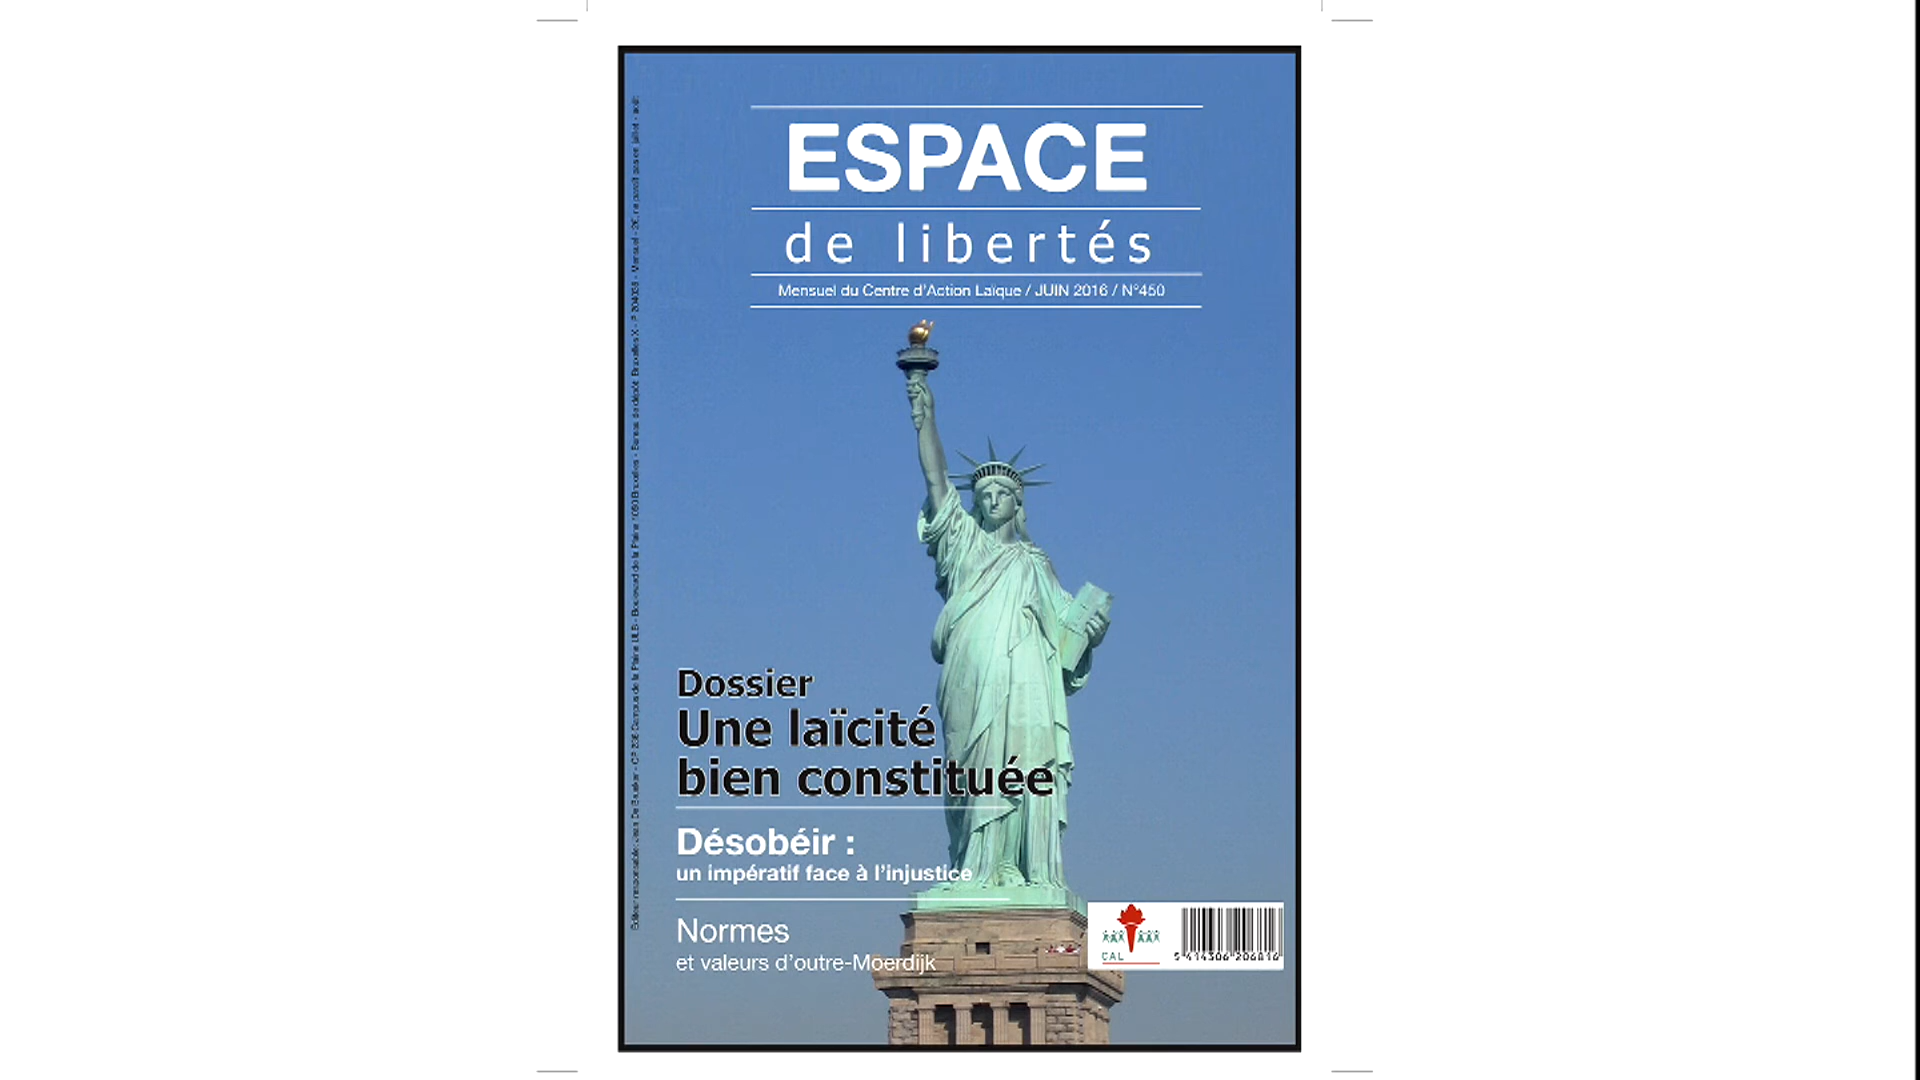 ESPACE
de libertés
Mensuel du Centre d'Action Laïque / JUIN 2016 / N°450
Dossier
Une laïcité
bien constituée
Désobéir :
un impératif face à l'injustice
Normes
et valeurs d'outre-Moerdijk
CAL
5 414306 206816